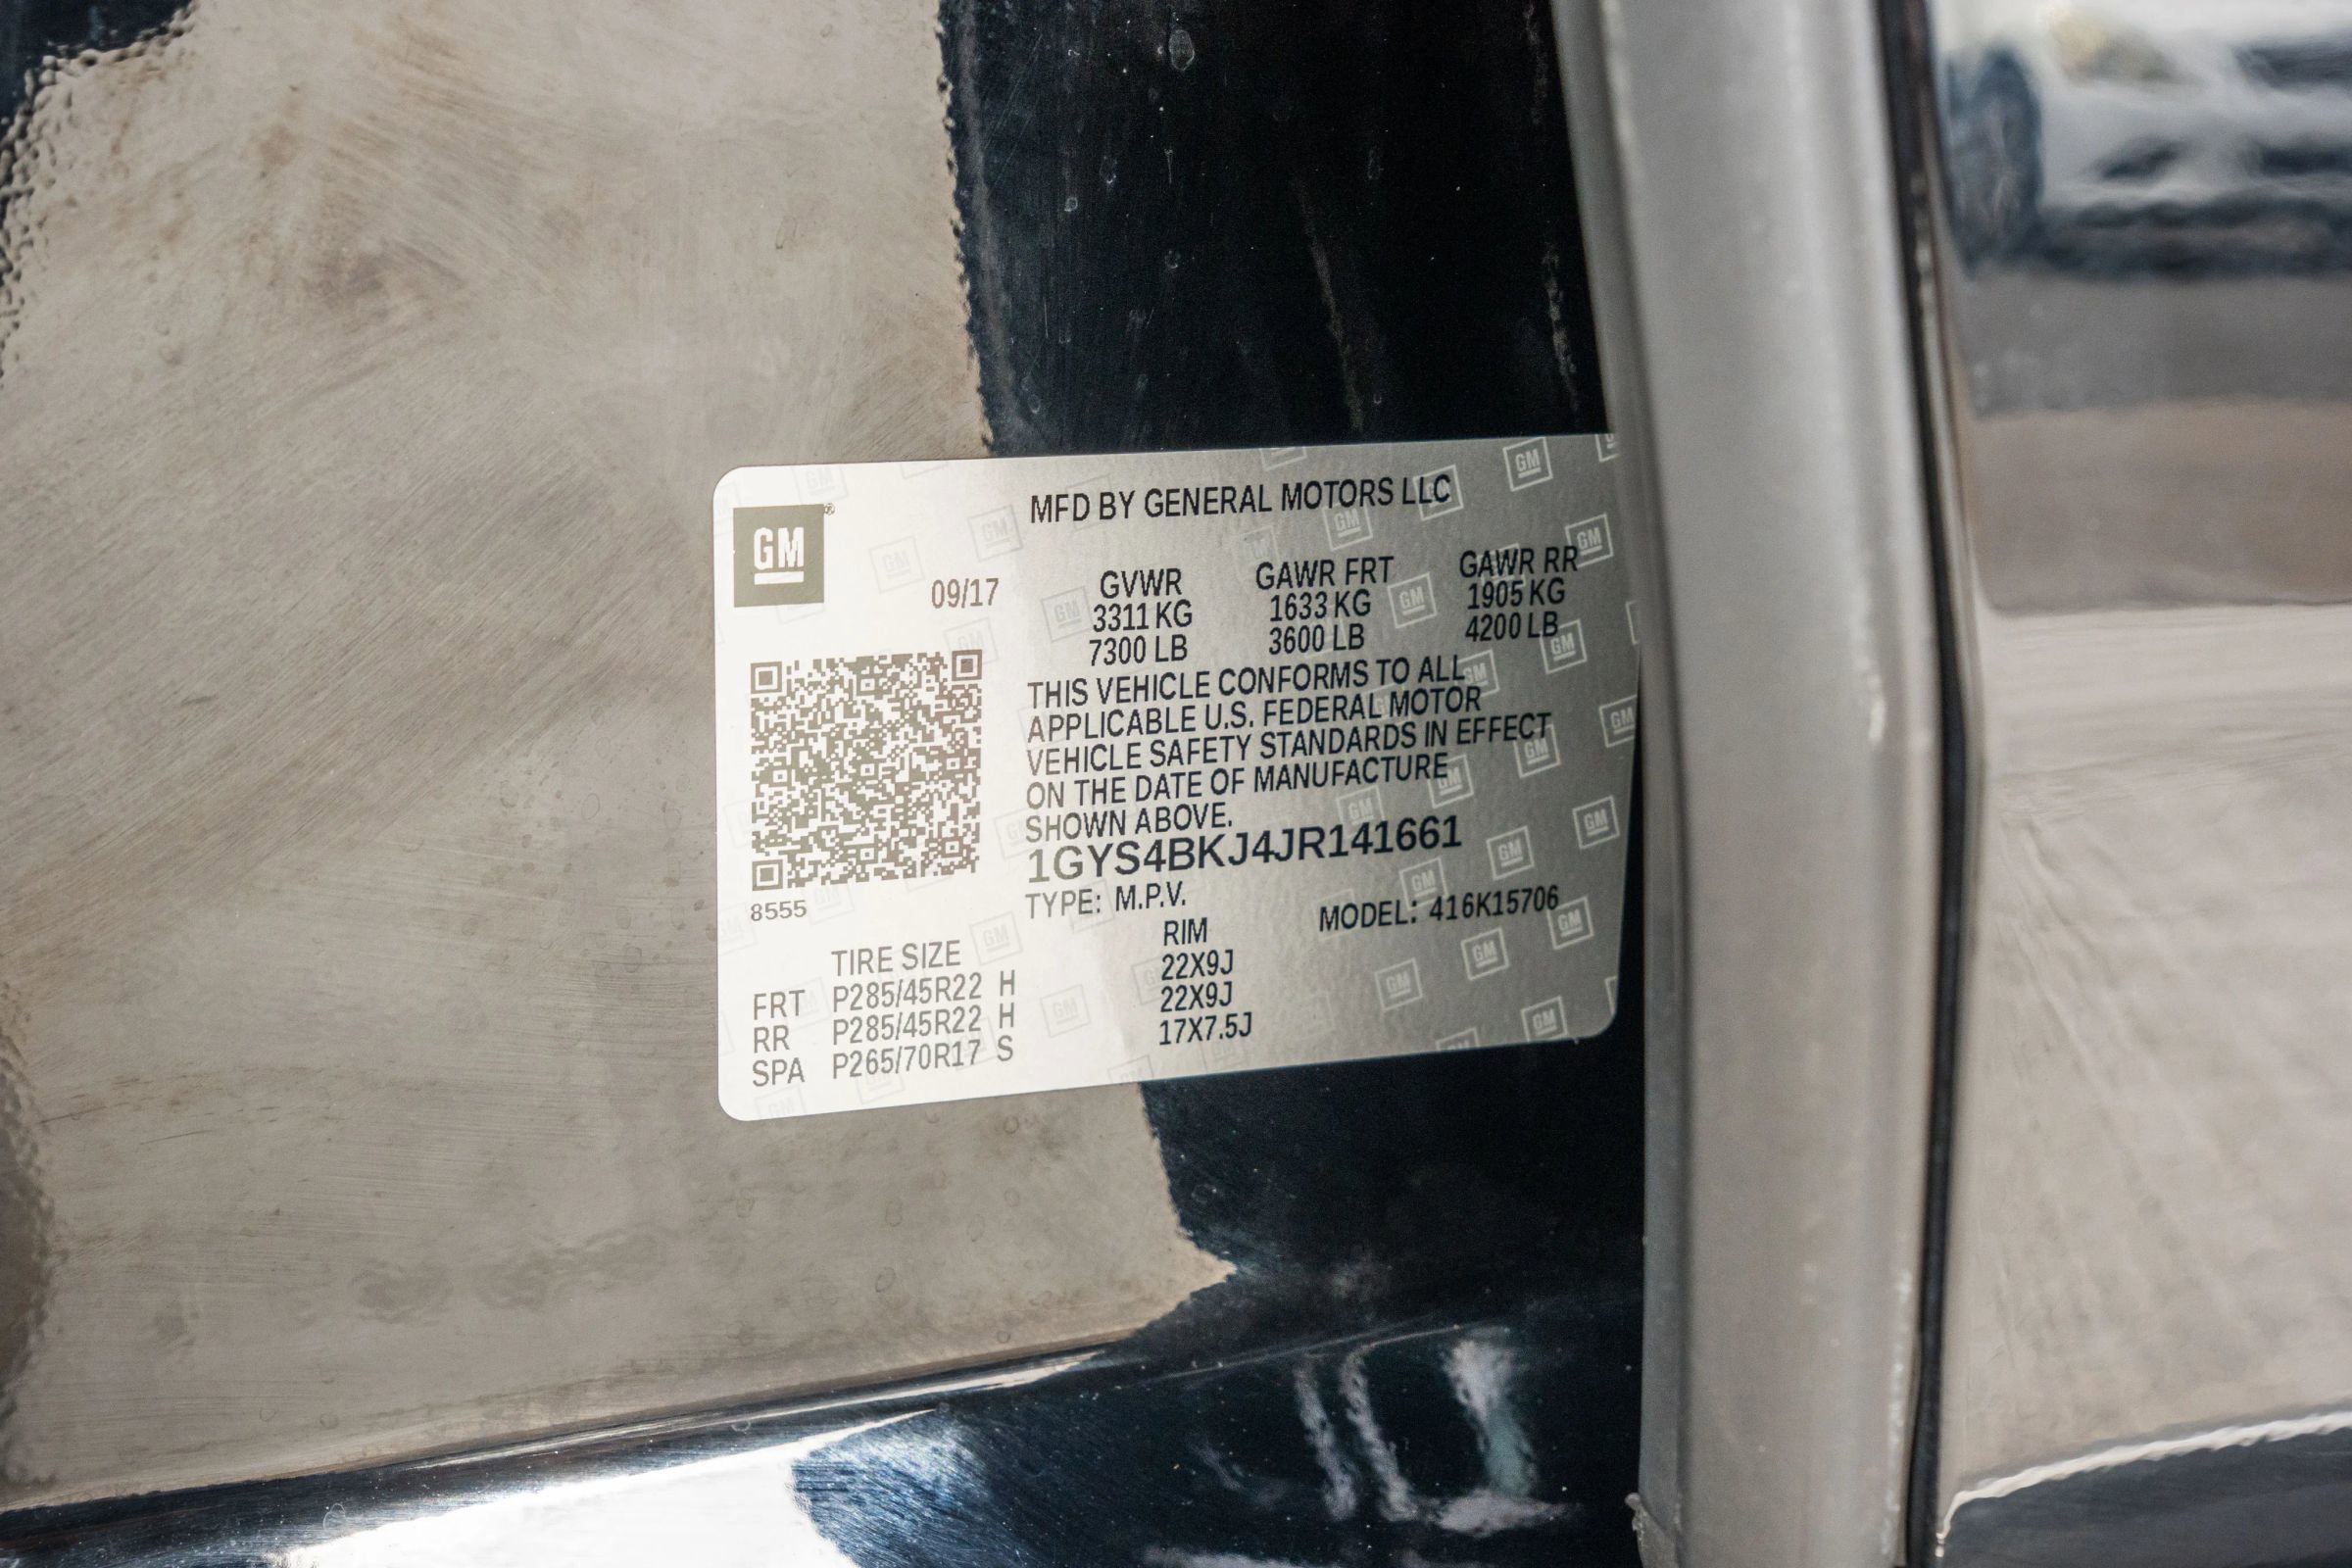 GM
MFD BY GENERAL MOTORS LLC
09/17
GVWR GAWR FRT GAWR RR
3311 KG 1633 KG 1905 KG
7300 LB 3600 LB 4200 LB
THIS VEHICLE CONFORMS TO ALL
APPLICABLE U.S. FEDERAL MOTOR
VEHICLE SAFETY STANDARDS IN EFFECT
ON THE DATE OF MANUFACTURE
SHOWN ABOVE.
1GYS4BKJ4JR141661
8555
TYPE: M.P.V. MODEL: 416K15706
TIRE SIZE RIM
FRT P285/45R22 H 22X9J
RR P285/45R22 H 22X9J
SPA P265/70R17 S 17X7.5J